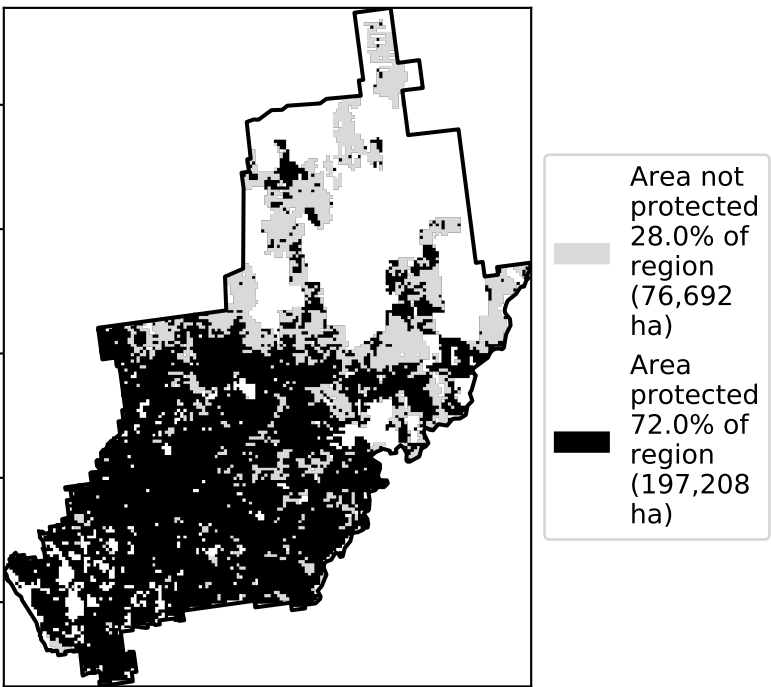 Area not
protected
28.0% of
region
(76,692
ha)
Area
protected
72.0% of
region
(197,208
ha)